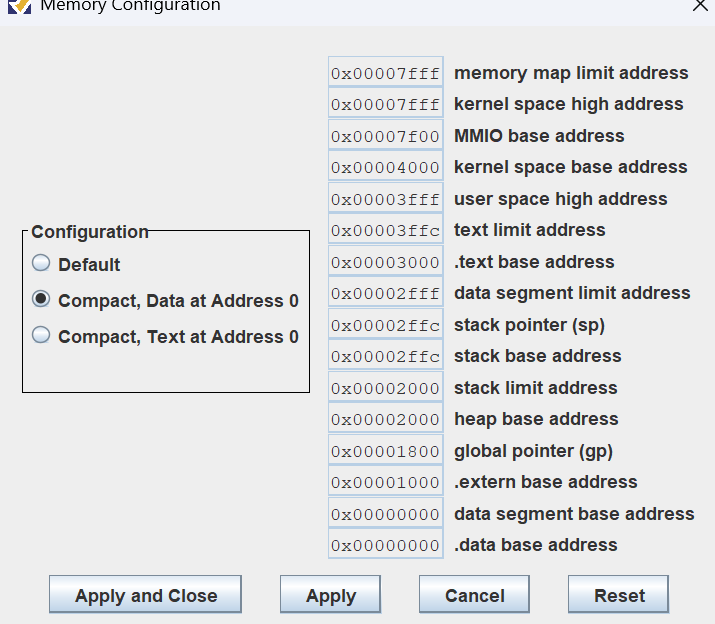 Memory Configuration
0x00007fff memory map limit address
0x00007fff kernel space high address
0x00007f00 MMIO base address
0x00004000 kernel space base address
0x00003fff user space high address
0x00003ffc text limit address
0x00003000 .text base address
0x00002fff data segment limit address
0x00002ffc stack pointer (sp)
0x00002ffc stack base address
0x00002000 stack limit address
0x00002000 heap base address
0x00001800 global pointer (gp)
0x00001000 .extern base address
0x00000000 data segment base address
0x00000000 .data base address
Configuration
Default
Compact, Data at Address 0
Compact, Text at Address 0
Apply and Close
Apply
Cancel
Reset